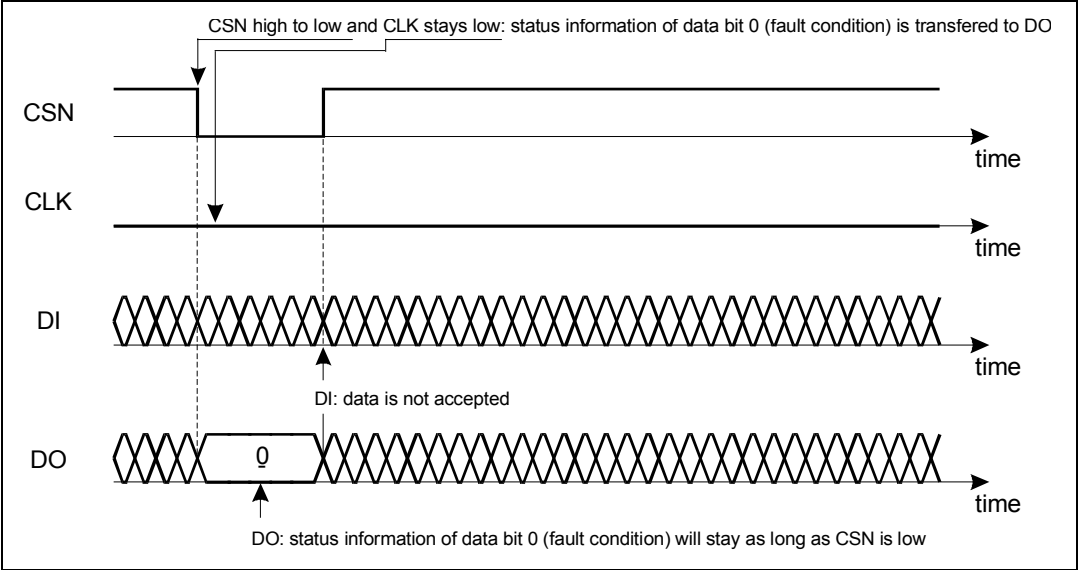 CSN high to low and CLK stays low: status information of data bit 0 (fault condition) is transfered to DO
CSN
time
CLK
time
DI
time
DI: data is not accepted
DO
0
time
DO: status information of data bit 0 (fault condition) will stay as long as CSN is low